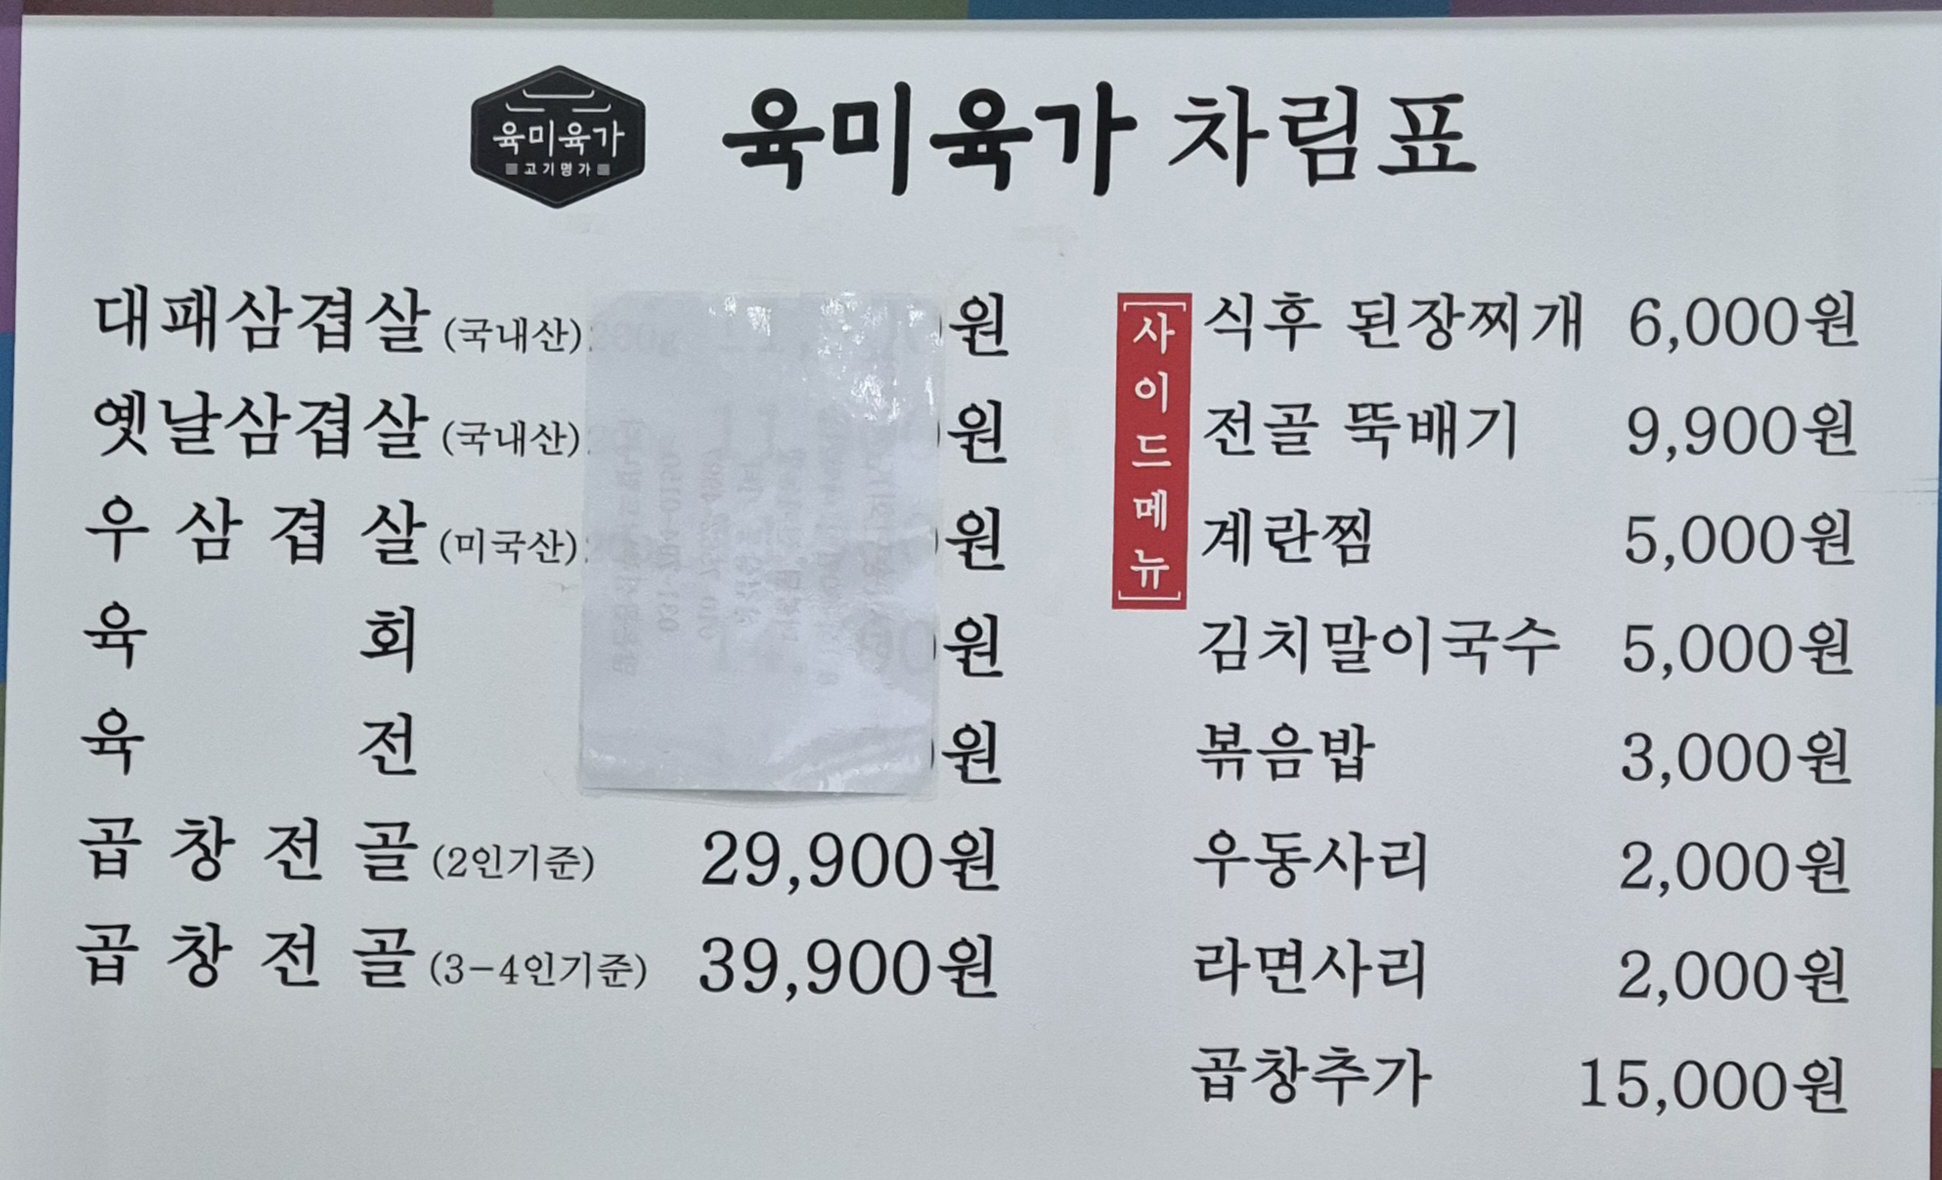 육미육가
고기명가
육미육가 차림표
대패삼겹살 (국내산) 원
옛날삼겹살 (국내산) 원
우삼겹살 (미국산) 원
육회 원
육전 원
곱창전골 (2인기준) 29,900원
곱창전골 (3-4인기준) 39,900원
사이드메뉴
식후 된장찌개 6,000원
전골 뚝배기 9,900원
계란찜 5,000원
김치말이국수 5,000원
볶음밥 3,000원
우동사리 2,000원
라면사리 2,000원
곱창추가 15,000원